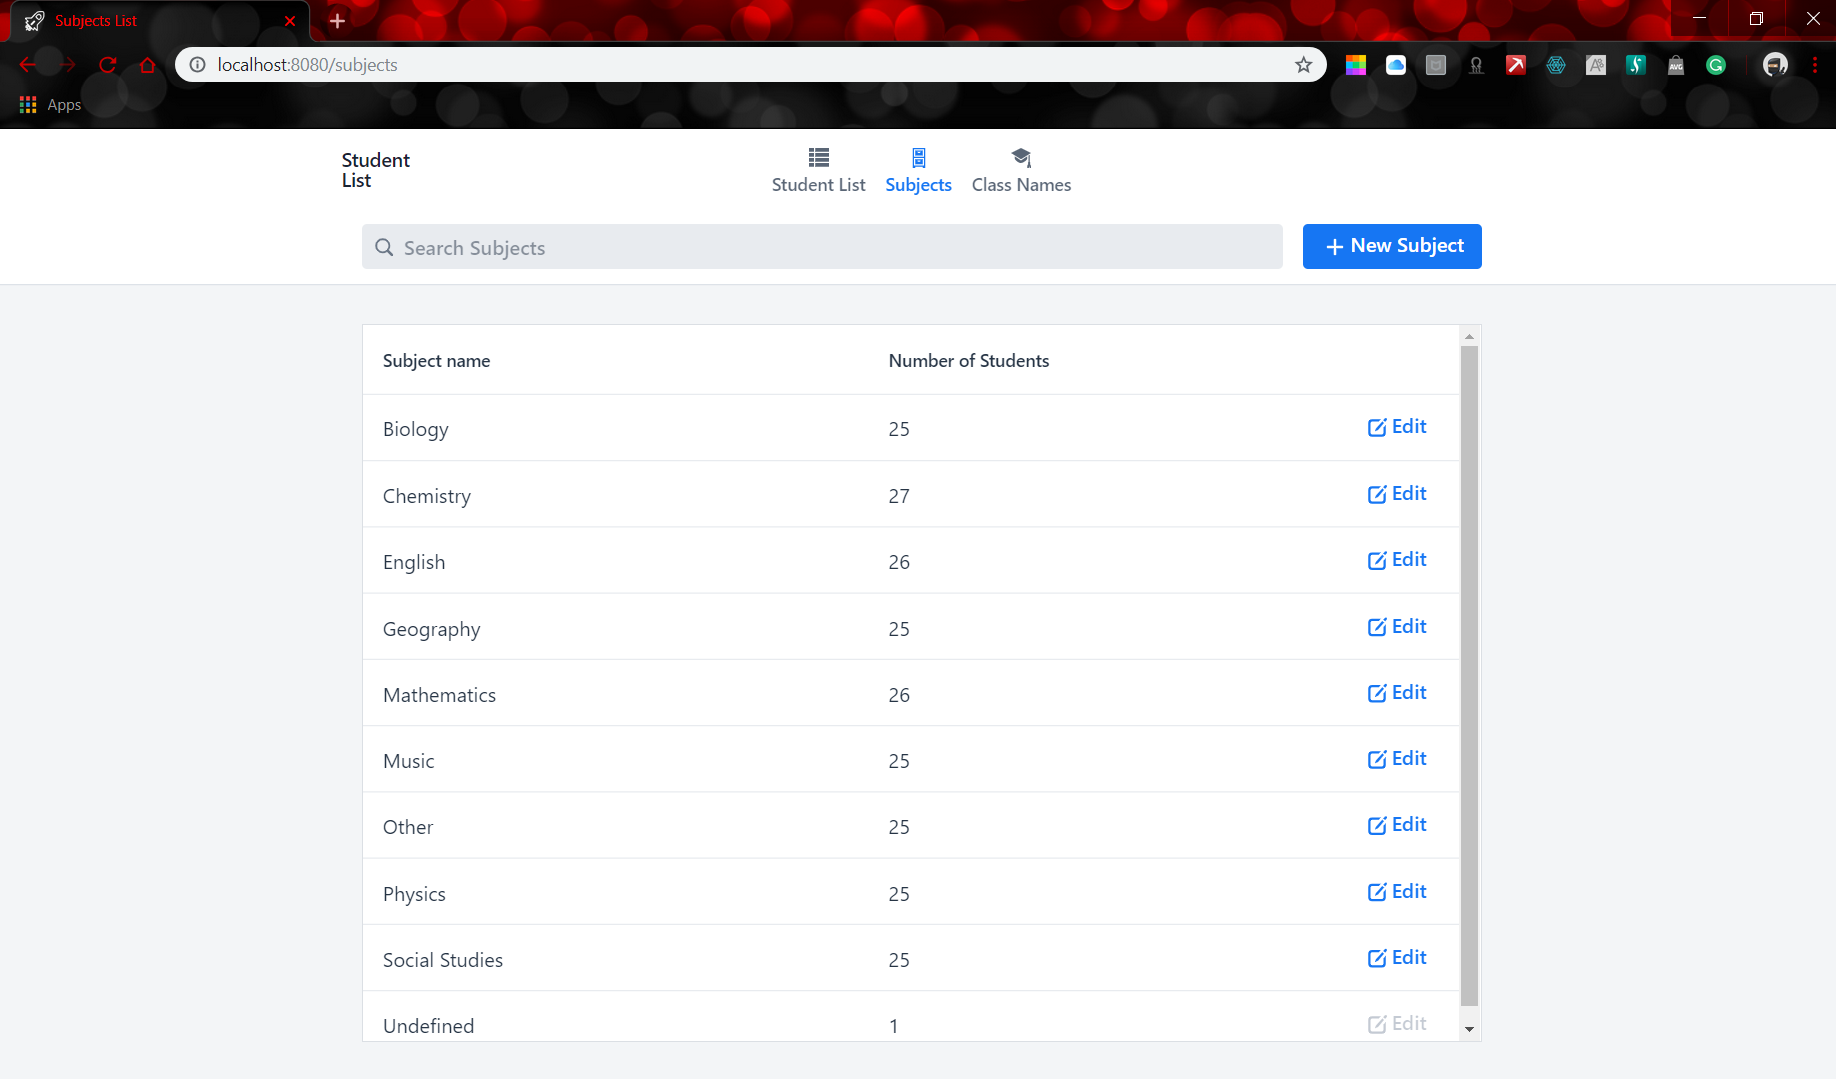 Subjects List
localhost:8080/subjects
Apps
Student
List
Student List
Subjects
Class Names
Search Subjects
+ New Subject
Subject name Number of Students
Biology 25 Edit
Chemistry 27 Edit
English 26 Edit
Geography 25 Edit
Mathematics 26 Edit
Music 25 Edit
Other 25 Edit
Physics 25 Edit
Social Studies 25 Edit
Undefined 1 Edit